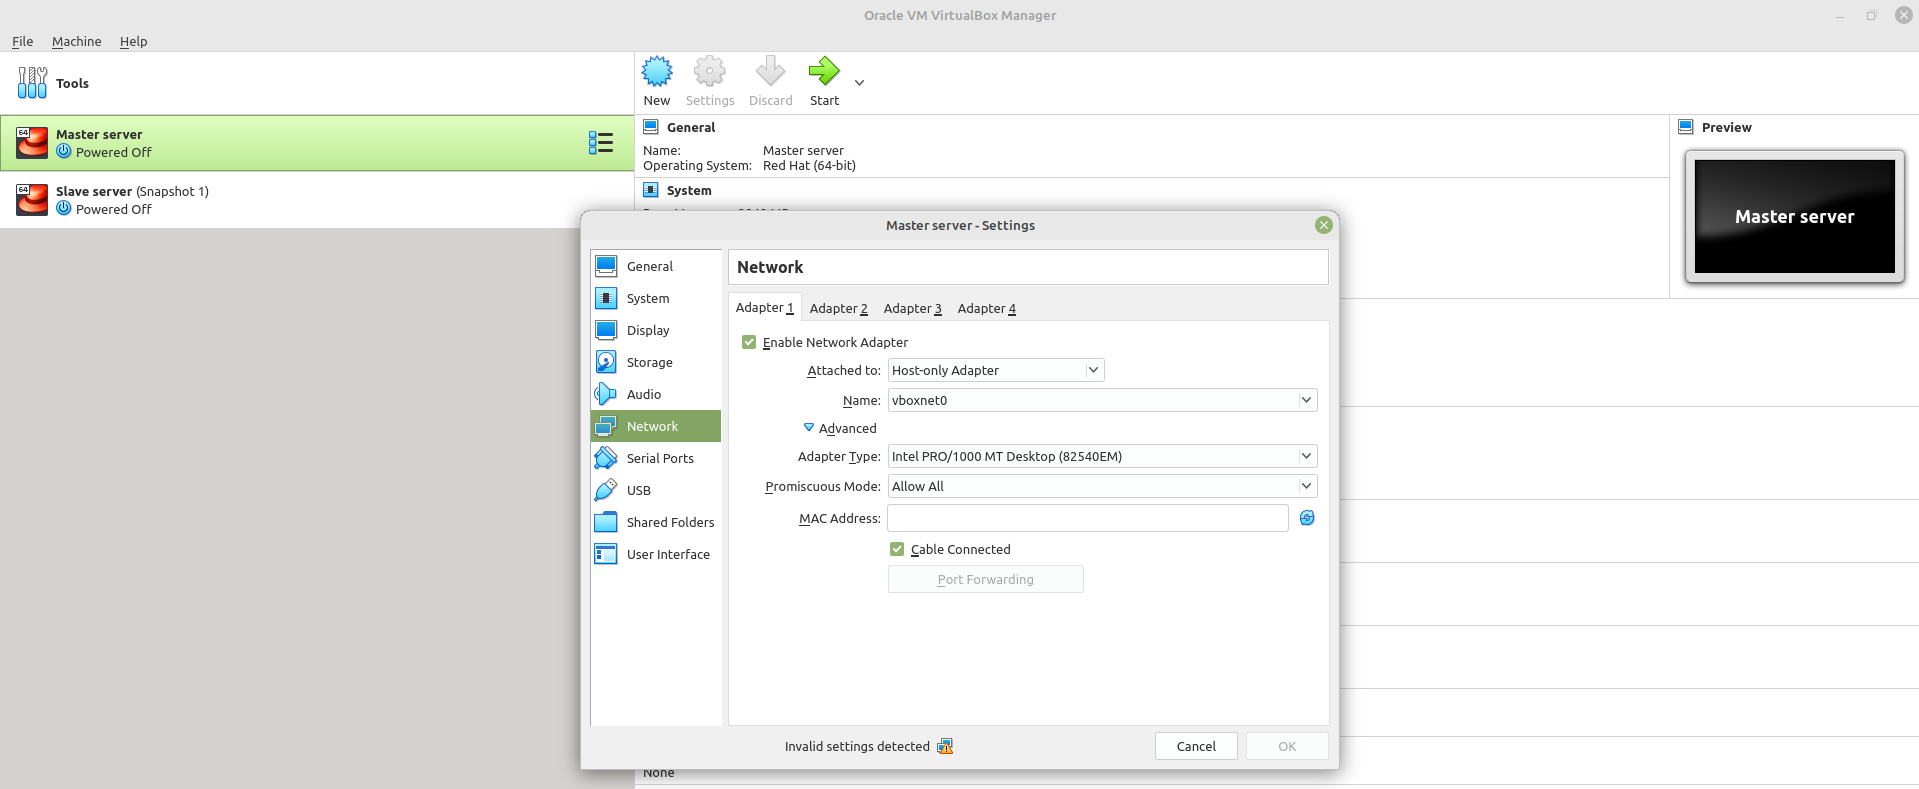 Oracle VM VirtualBox Manager
File Machine Help
Tools
New Settings Discard Start
64
Master server
Powered Off
64
Slave server (Snapshot 1)
Powered Off
General
Name: Master server
Operating System: Red Hat (64-bit)
System
Preview
Master server
Master server - Settings
General
System
Display
Storage
Audio
Network
Serial Ports
USB
Shared Folders
User Interface
Network
Adapter 1 Adapter 2 Adapter 3 Adapter 4
Enable Network Adapter
Attached to: Host-only Adapter
Name: vboxnet0
Advanced
Adapter Type: Intel PRO/1000 MT Desktop (82540EM)
Promiscuous Mode: Allow All
MAC Address:
Cable Connected
Port Forwarding
Invalid settings detected
Cancel OK
None